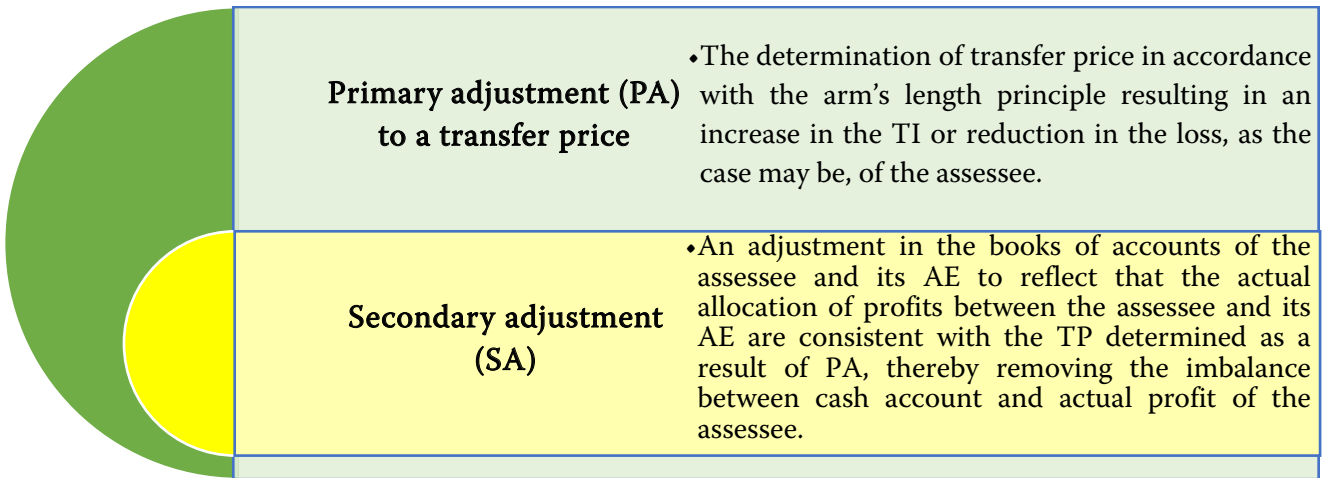 Primary adjustment (PA)
to a transfer price
•The determination of transfer price in accordance
with the arm's length principle resulting in an
increase in the TI or reduction in the loss, as the
case may be, of the assessee.
Secondary adjustment
(SA)
•An adjustment in the books of accounts of the
assessee and its AE to reflect that the actual
allocation of profits between the assessee and its
AE are consistent with the TP determined as a
result of PA, thereby removing the imbalance
between cash account and actual profit of the
assessee.